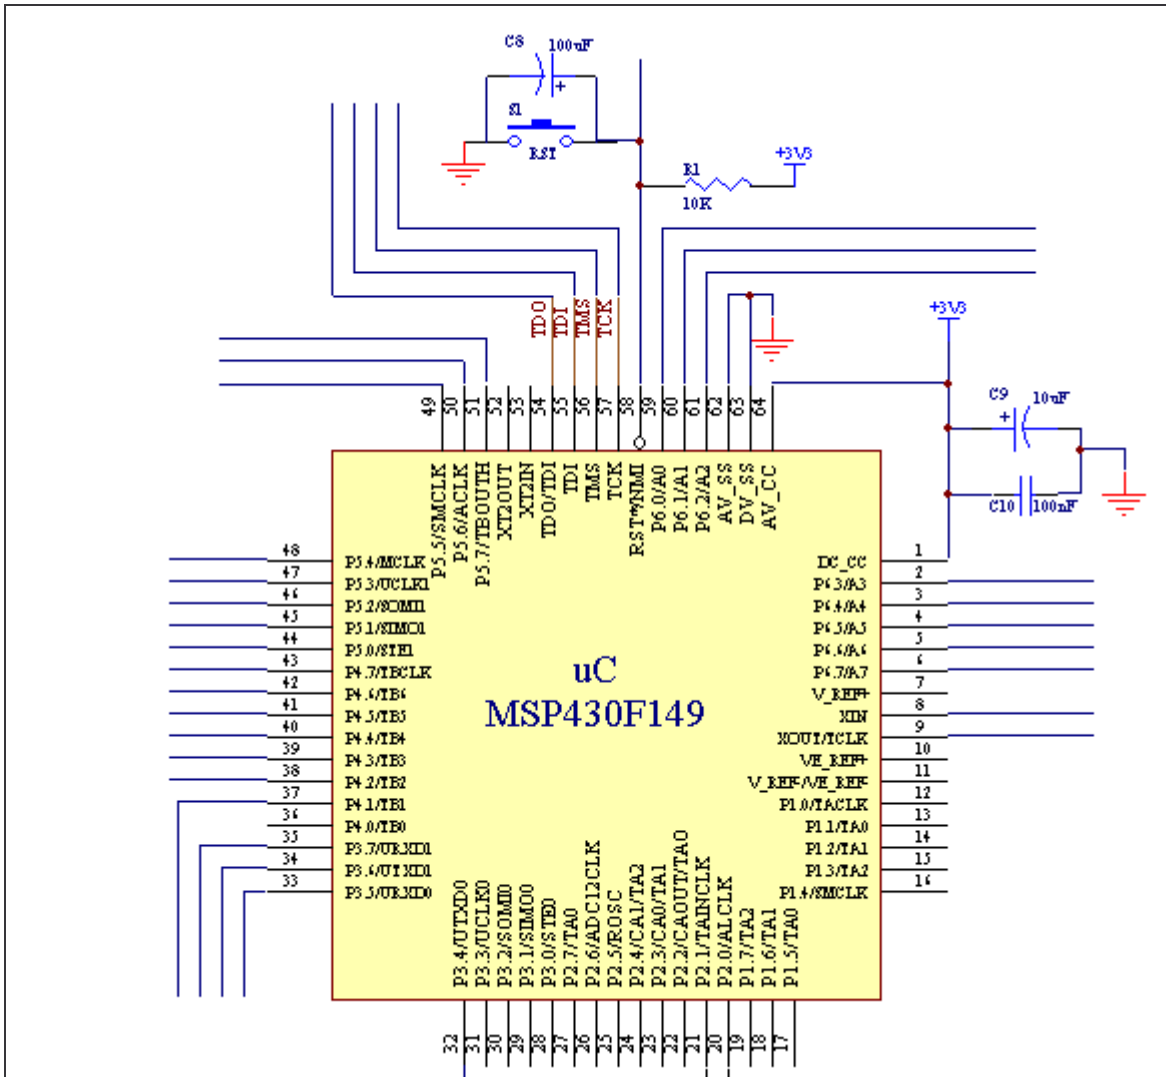 C8 100uF
S1
RST
R1
10K
+3V3
TDO
TDI
TMS
TCK
+3V3
C9 10uF
C10 100nF
49
50
51
52
53
54
55
56
57
58
59
60
61
62
63
64
P5.5/SMCLK
P5.6/ACLK
P5.7/TBOUTH
XT2OUT
XT2IN
TDO/TDI
TDI
TMS
TCK
RST*/NMI
P6.0/A0
P6.1/A1
P6.2/A2
AV_SS
DV_SS
AV_CC
48 P5.4/MCLK
47 P5.3/UCLK1
46 P5.2/SOMI1
45 P5.1/SIMO1
44 P5.0/STE1
43 P4.7/TBCLK
42 P4.6/TB6
41 P4.5/TB5
40 P4.4/TB4
39 P4.3/TB3
38 P4.2/TB2
37 P4.1/TB1
36 P4.0/TB0
35 P3.7/URXD1
34 P3.6/UTXD1
33 P3.5/URXD0
uC
MSP430F149
DC_CC 1
P6.3/A3 2
P6.4/A4 3
P6.5/A5 4
P6.6/A6 5
P6.7/A7 6
V_REF+ 7
XIN 8
XOUT/TCLK 9
VE_REF+ 10
V_REF-/VE_REF- 11
P1.0/TACLK 12
P1.1/TA0 13
P1.2/TA1 14
P1.3/TA2 15
P1.4/SMCLK 16
P3.4/UTXD0
P3.3/UCLK0
P3.2/SOMI0
P3.1/SIMO0
P3.0/STE0
P2.7/TA0
P2.6/ADC12CLK
P2.5/ROSC
P2.4/CA1/TA2
P2.3/CA0/TA1
P2.2/CAOUT/TAO
P2.1/TAINCLK
P2.0/ALCLK
P1.7/TA2
P1.6/TA1
P1.5/TA0
32
31
30
29
28
27
26
25
24
23
22
21
20
19
18
17